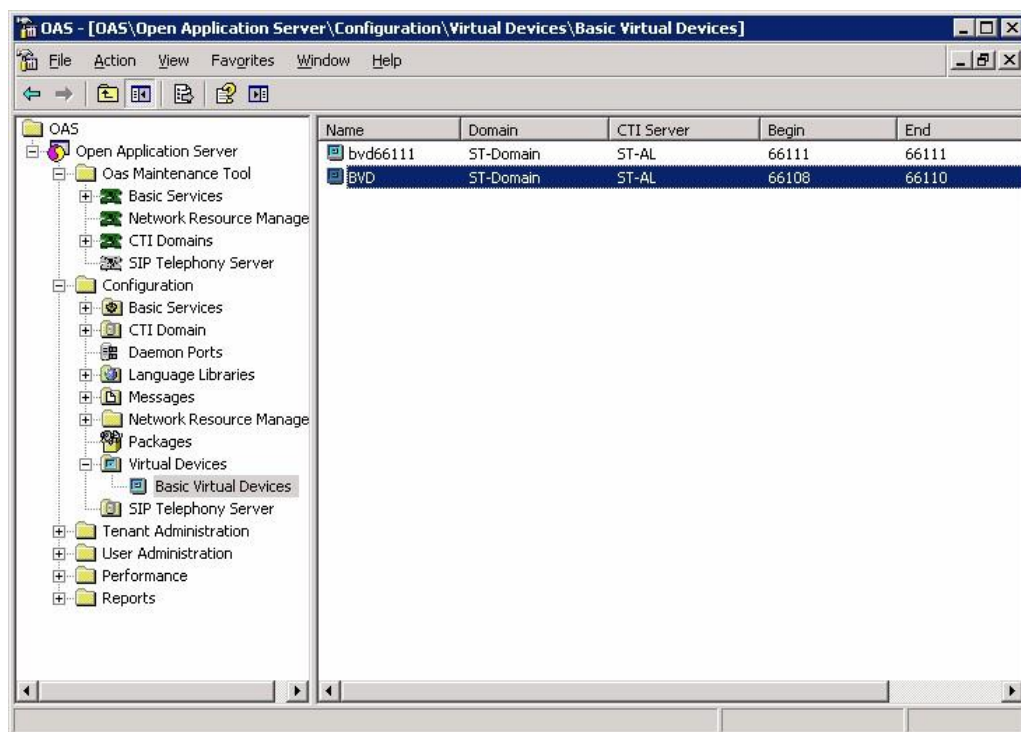 OAS - [OAS\Open Application Server\Configuration\Virtual Devices\Basic Virtual Devices]
File Action View Favorites Window Help
OAS
Open Application Server
Oas Maintenance Tool
Basic Services
Network Resource Manage
CTI Domains
SIP Telephony Server
Configuration
Basic Services
CTI Domain
Daemon Ports
Language Libraries
Messages
Network Resource Manage
Packages
Virtual Devices
Basic Virtual Devices
SIP Telephony Server
Tenant Administration
User Administration
Performance
Reports
Name Domain CTI Server Begin End
bvd66111 ST-Domain ST-AL 66111 66111
BVD ST-Domain ST-AL 66108 66110